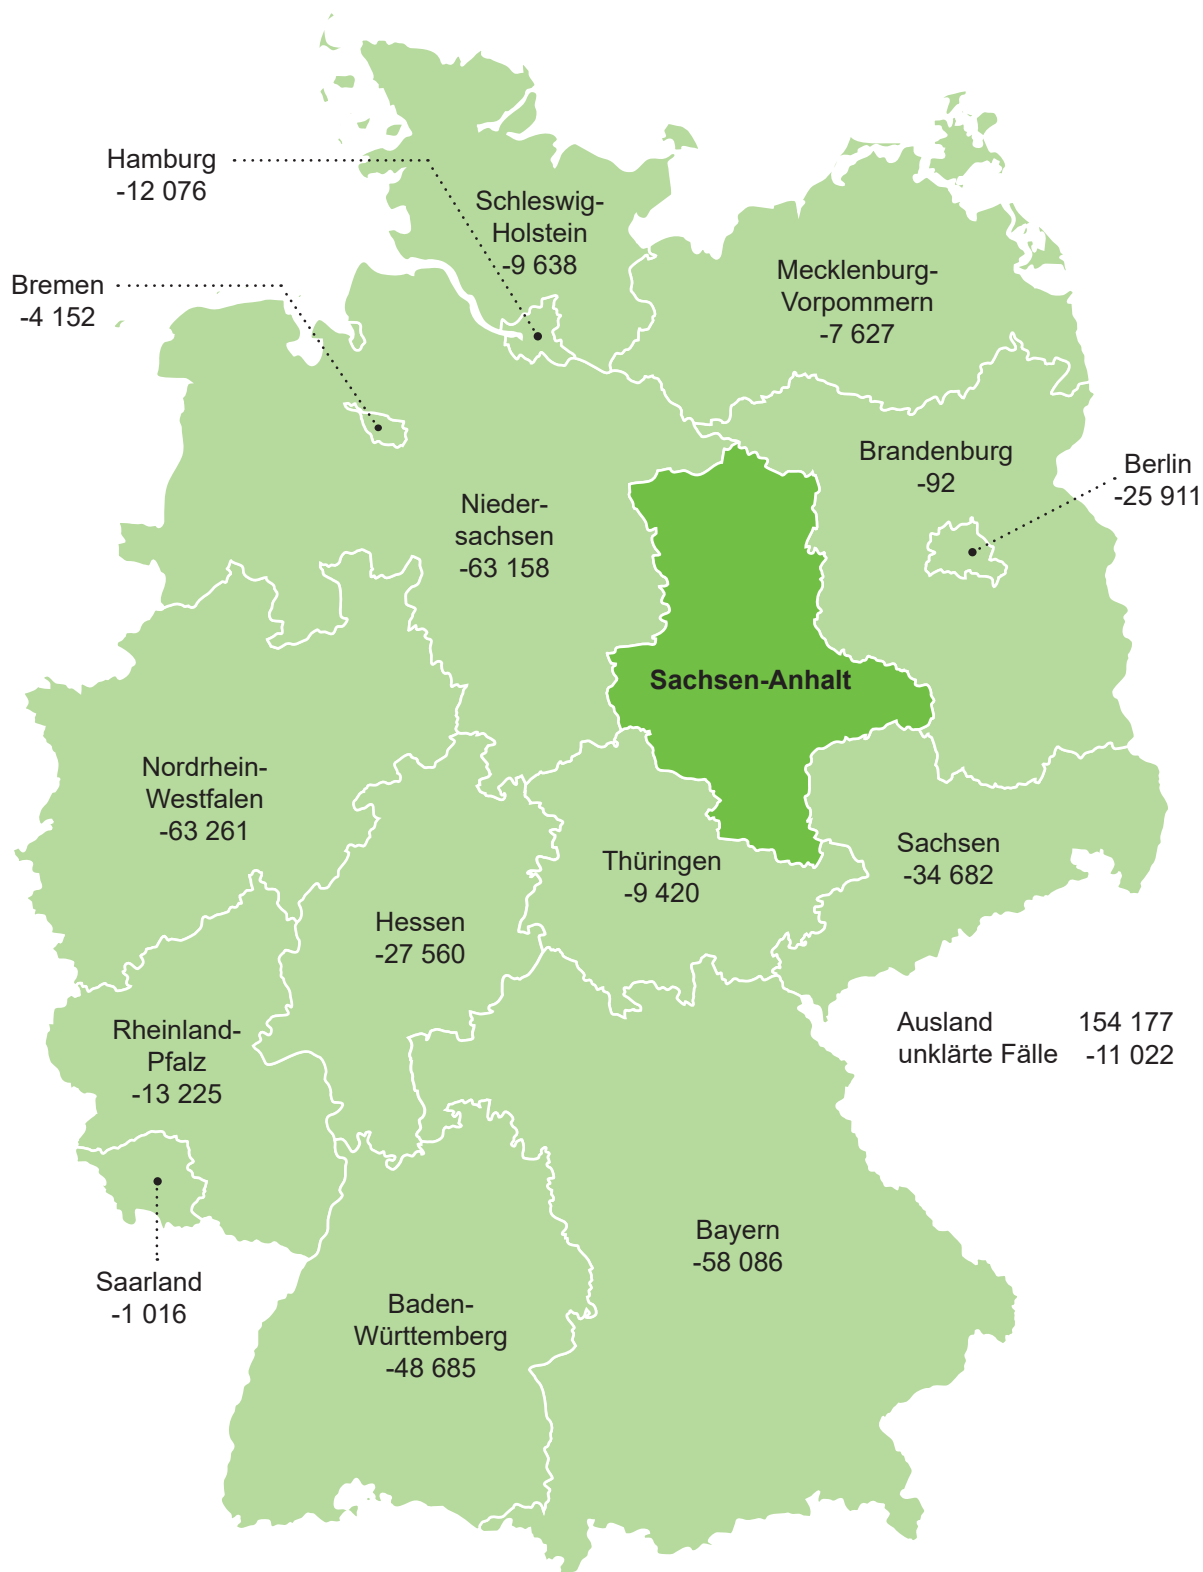 Hamburg
-12 076
Schleswig-
Holstein
-9 638
Bremen
-4 152
Mecklenburg-
Vorpommern
-7 627
Brandenburg
-92
Berlin
-25 911
Nieder-
sachsen
-63 158
Sachsen-Anhalt
Nordrhein-
Westfalen
-63 261
Sachsen
-34 682
Thüringen
-9 420
Hessen
-27 560
Ausland 154 177
unklärte Fälle -11 022
Rheinland-
Pfalz
-13 225
Bayern
-58 086
Saarland
-1 016
Baden-
Württemberg
-48 685